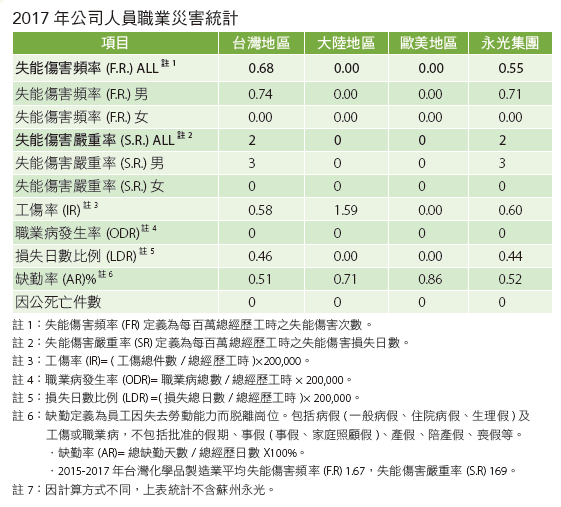 2017 年公司人員職業災害統計
項目 台灣地區 大陸地區 歐美地區 永光集團
失能傷害頻率 (F.R.) ALL 註 1 0.68 0.00 0.00 0.55
失能傷害頻率 (F.R.) 男 0.74 0.00 0.00 0.71
失能傷害頻率 (F.R.) 女 0.00 0.00 0.00 0.00
失能傷害嚴重率 (S.R.) ALL 註 2 2 0 0 2
失能傷害嚴重率 (S.R.) 男 3 0 0 3
失能傷害嚴重率 (S.R.) 女 0 0 0 0
工傷率 (IR) 註 3 0.58 1.59 0.00 0.60
職業病發生率 (ODR) 註 4 0 0 0 0
損失日數比例 (LDR) 註 5 0.46 0.00 0.00 0.44
缺勤率 (AR)% 註 6 0.51 0.71 0.86 0.52
因公死亡件數 0 0 0 0
註 1：失能傷害頻率 (FR) 定義為每百萬總經歷工時之失能傷害次數。
註 2：失能傷害嚴重率 (SR) 定義為每百萬總經歷工時之失能傷害損失日數。
註 3：工傷率 (IR)= ( 工傷總件數 / 總經歷工時 )×200,000。
註 4：職業病發生率 (ODR)= 職業病總數 / 總經歷工時 × 200,000。
註 5：損失日數比例 (LDR) =( 損失總日數 / 總經歷工時 )× 200,000。
註 6：缺勤定義為員工因失去勞動能力而脫離崗位。包括病假 ( 一般病假、住院病假、生理假 ) 及
工傷或職業病，不包括批准的假期、事假 ( 事假、家庭照顧假 )、產假、陪產假、喪假等。
．缺勤率 (AR)= 總缺勤天數 / 總經歷日數 X100%。
．2015-2017 年台灣化學品製造業平均失能傷害頻率 (F.R) 1.67，失能傷害嚴重率 (S.R) 169。
註 7：因計算方式不同，上表統計不含蘇州永光。